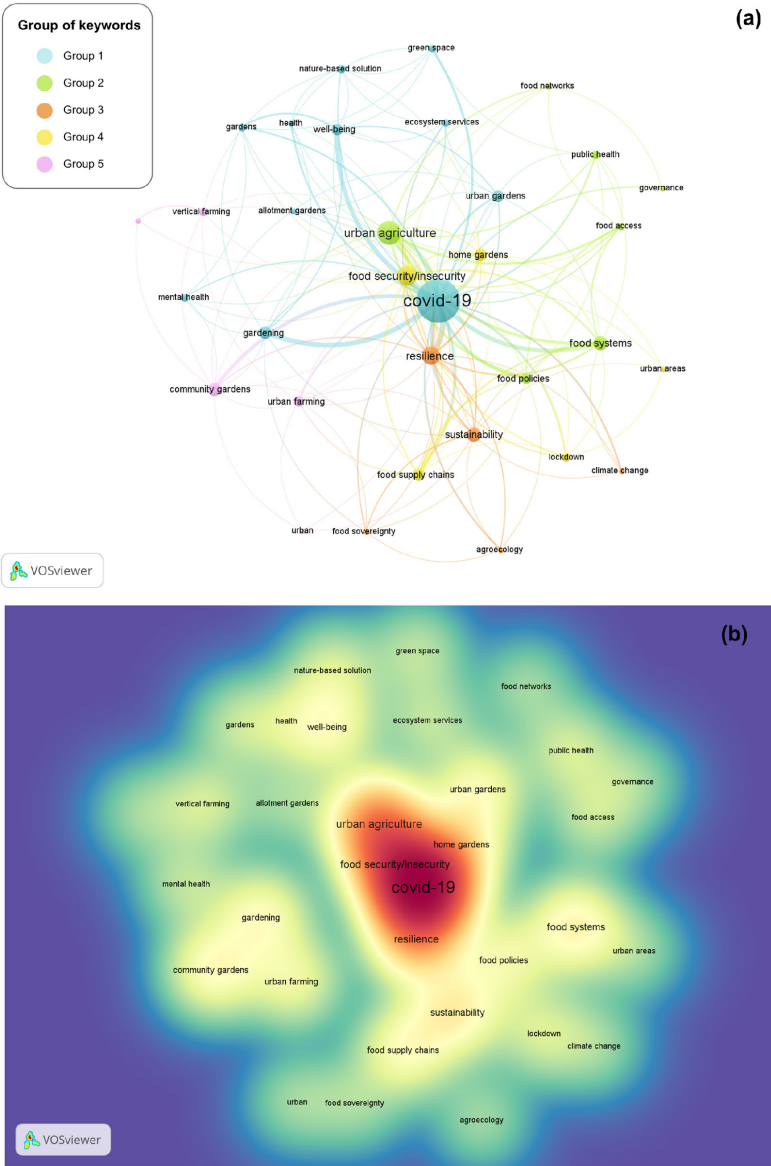 (a)
Group of keywords
Group 1
Group 2
Group 3
Group 4
Group 5
green space
nature-based solution
food networks
gardens
health
well-being
ecosystem services
public health
governance
urban gardens
vertical farming
allotment gardens
food access
urban agriculture
home gardens
food security/insecurity
covid-19
mental health
gardening
food systems
resilience
urban areas
food policies
community gardens
urban farming
sustainability
lockdown
climate change
food supply chains
urban
food sovereignty
agroecology
VOSviewer
(b)
green space
nature-based solution
food networks
gardens
health
well-being
ecosystem services
public health
governance
urban gardens
vertical farming
allotment gardens
food access
urban agriculture
home gardens
food security/insecurity
covid-19
mental health
gardening
food systems
resilience
urban areas
food policies
community gardens
urban farming
sustainability
lockdown
climate change
food supply chains
urban
food sovereignty
agroecology
VOSviewer